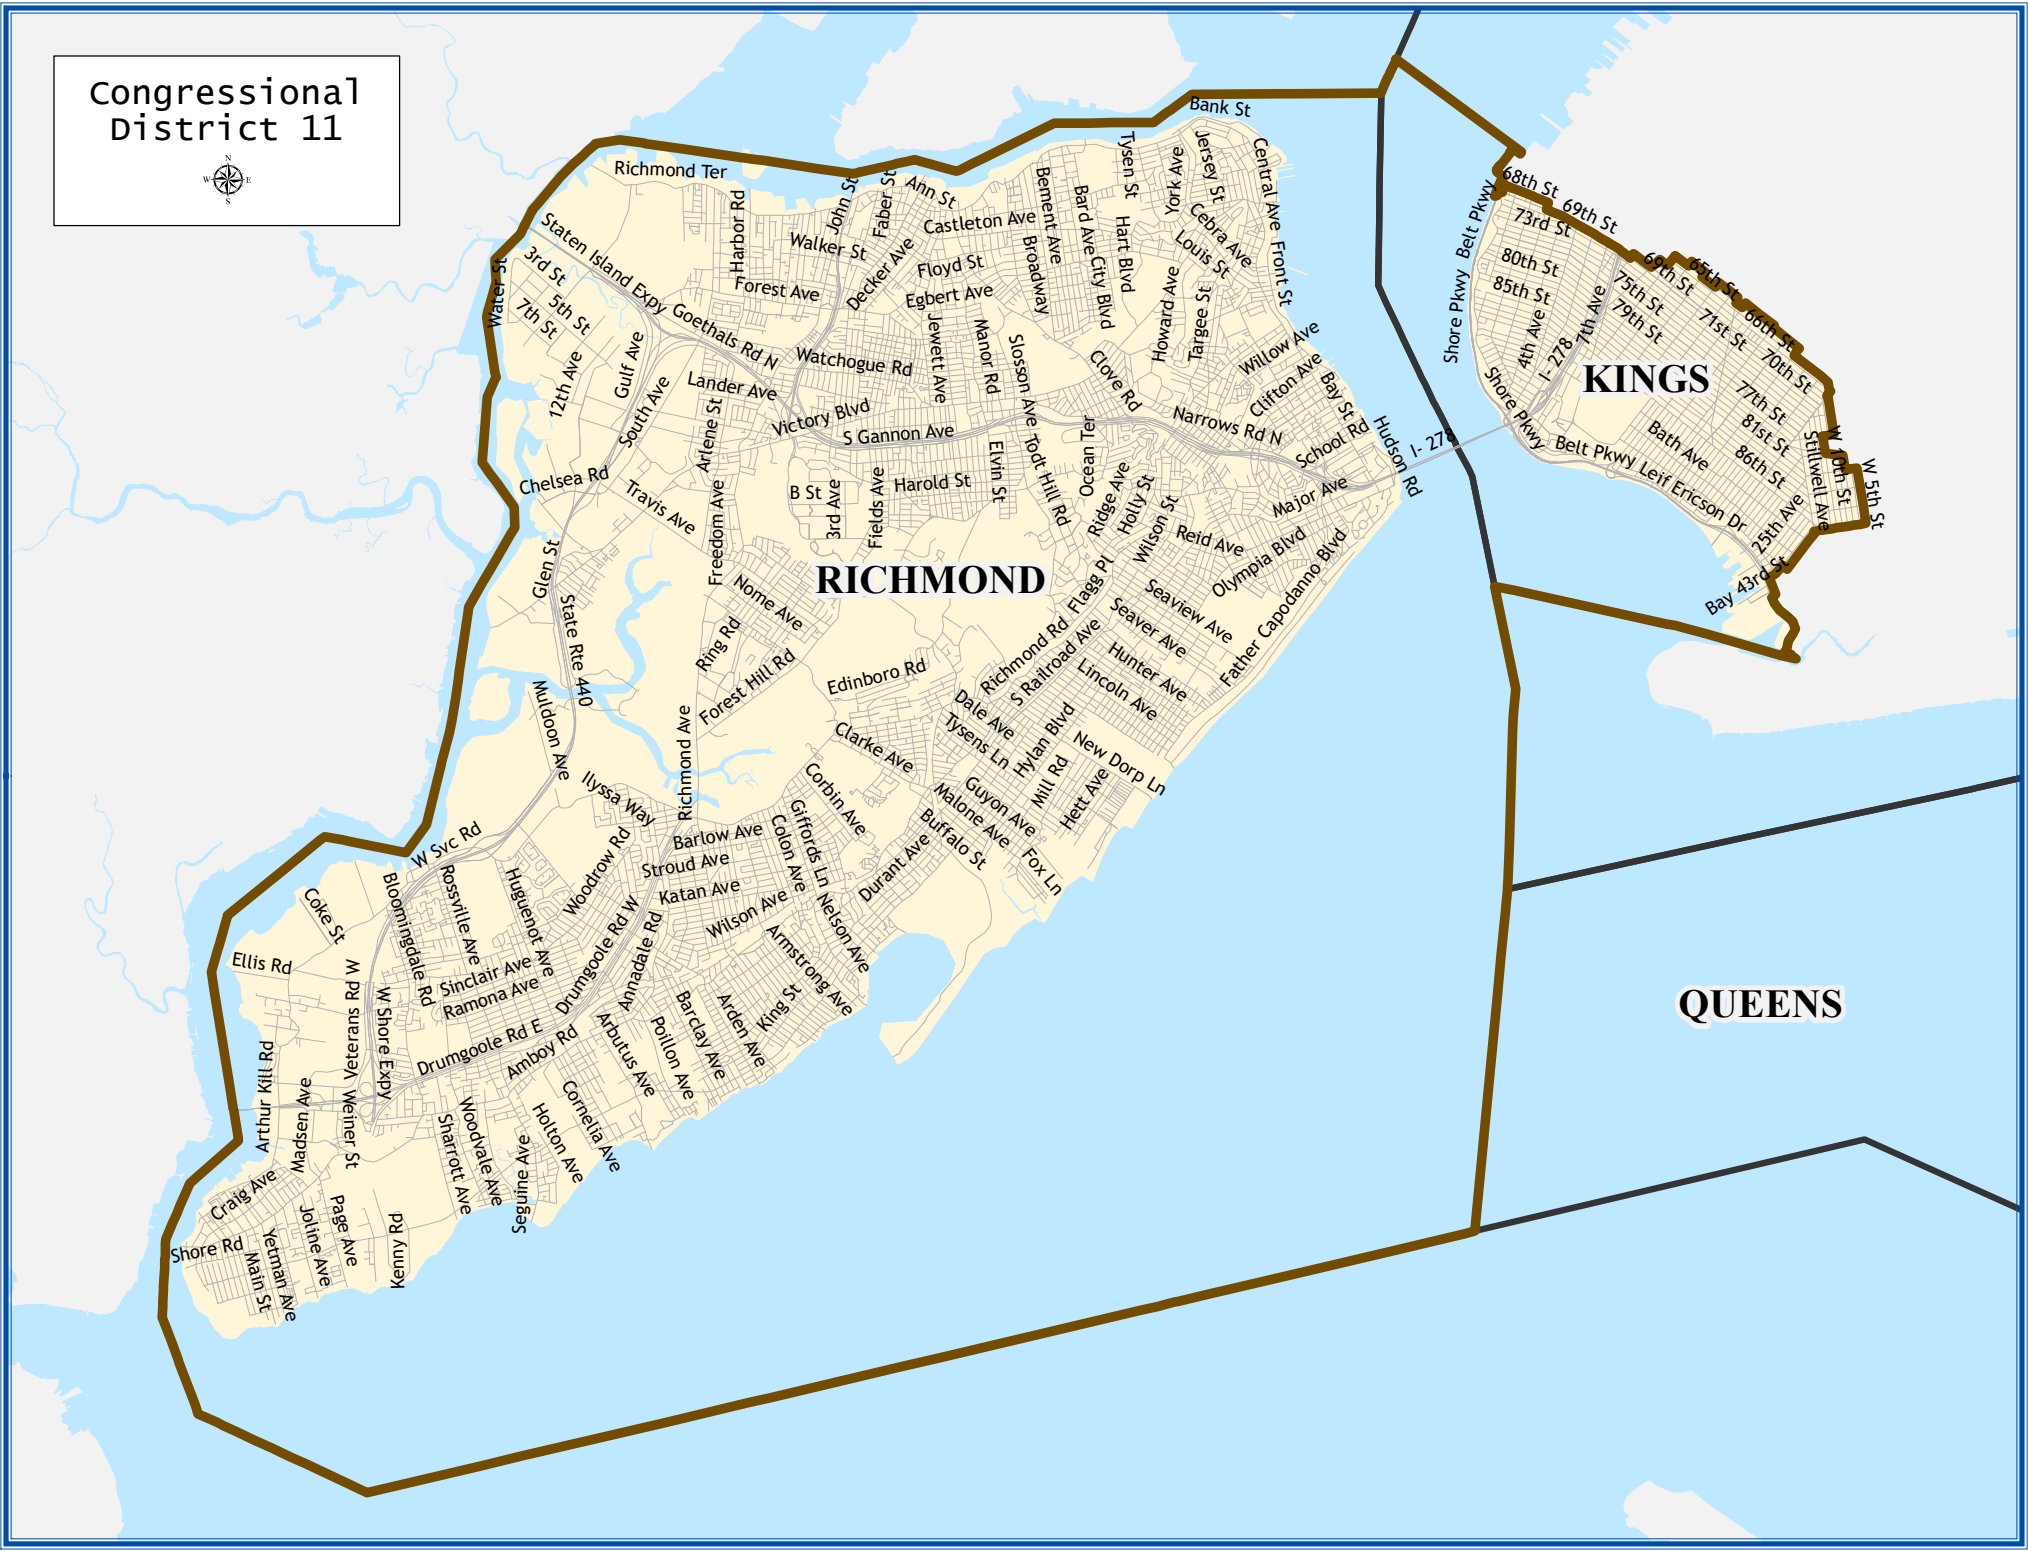 Congressional
District 11
N
W E
S
Bank St
Richmond Ter
Tysen St
Jersey St
Central Ave
York Ave
John St
Faber St
Ann St
Bement Ave
Bard Ave
Harbor Rd
Castleton Ave
Hart Blvd
Cebra Ave
Louis St
Front St
Staten Island Expy
Walker St
Decker Ave
Floyd St
Broadway
City Blvd
3rd St
5th St
7th St
Water St
Forest Ave
Egbert Ave
Howard Ave
Targee St
Goethals Rd N
Jewett Ave
Manor Rd
Slosson Ave
Willow Ave
Clifton Ave
Bay St
12th Ave
Gulf Ave
South Ave
Watchogue Rd
Clove Rd
Lander Ave
Arlene St
Victory Blvd
S Gannon Ave
Narrows Rd N
School Rd
Hudson Rd
I- 278
Chelsea Rd
Travis Ave
Freedom Ave
B St
3rd Ave
Fields Ave
Harold St
Elvin St
Todt Hill Rd
Ocean Ter
Ridge Ave
Holly St
Wilson St
Major Ave
Reid Ave
Olympia Blvd
Father Capodanno Blvd
Glen St
State Rte 440
RICHMOND
Nome Ave
Ring Rd
Forest Hill Rd
Flagg Pl
Seaview Ave
Seaver Ave
Hunter Ave
Lincoln Ave
Richmond Rd
S Railroad Ave
Edinboro Rd
Dale Ave
Tysens Ln
Hylan Blvd
New Dorp Ln
Muldon Ave
Richmond Ave
Clarke Ave
Mill Rd
Hett Ave
Ilyssa Way
Corbin Ave
Guyon Ave
Malone Ave
Buffalo St
Fox Ln
W Svc Rd
Woodrow Rd
Barlow Ave
Stroud Ave
Katan Ave
Giffords Ln
Colon Ave
Durant Ave
Wilson Ave
Nelson Ave
Armstrong Ave
Coke St
Bloomingdale Rd
Rossville Ave
Huguenot Ave
Drumgoole Rd W
Annadale Rd
Ellis Rd
Sinclair Ave
Ramona Ave
Veterans Rd W
W Shore Expy
Drumgoole Rd E
Amboy Rd
Arbutus Ave
Poillon Ave
Barclay Ave
Arden Ave
King St
Arthur Kill Rd
Madsen Ave
Weiner St
Sharrott Ave
Woodvale Ave
Seguine Ave
Holton Ave
Cornelia Ave
Craig Ave
Shore Rd
Main St
Yetman Ave
Joline Ave
Page Ave
Kenny Rd
68th St
69th St
73rd St
Belt Pkwy
Shore Pkwy
80th St
85th St
4th Ave
7th Ave
I- 278
69th St
65th St
75th St
79th St
71st St
66th St
70th St
KINGS
Shore Pkwy
77th St
81st St
86th St
Bath Ave
Stillwell Ave
W 10th St
W 5th St
Belt Pkwy
Leif Ericson Dr
25th Ave
Bay 43rd St
QUEENS